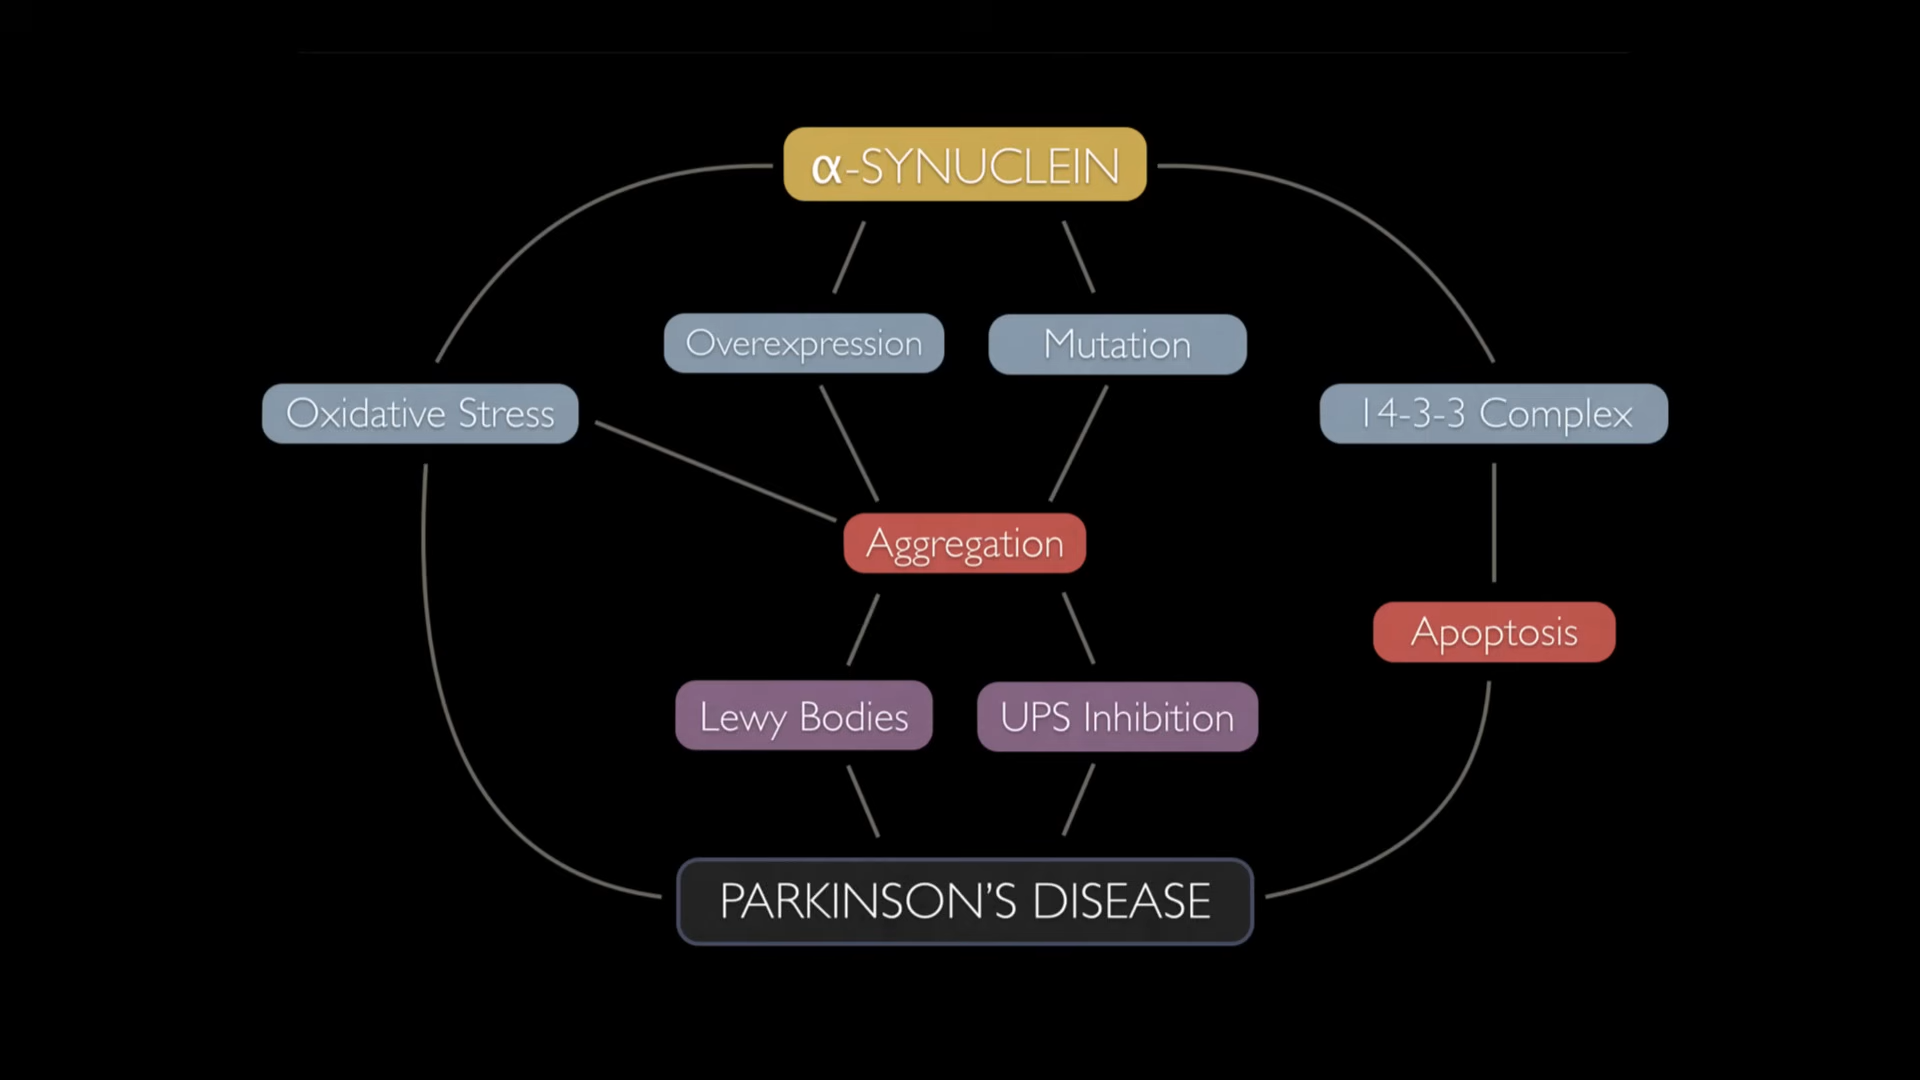 α-SYNUCLEIN
Overexpression
Mutation
Oxidative Stress
14-3-3 Complex
Aggregation
Apoptosis
Lewy Bodies
UPS Inhibition
PARKINSON’S DISEASE